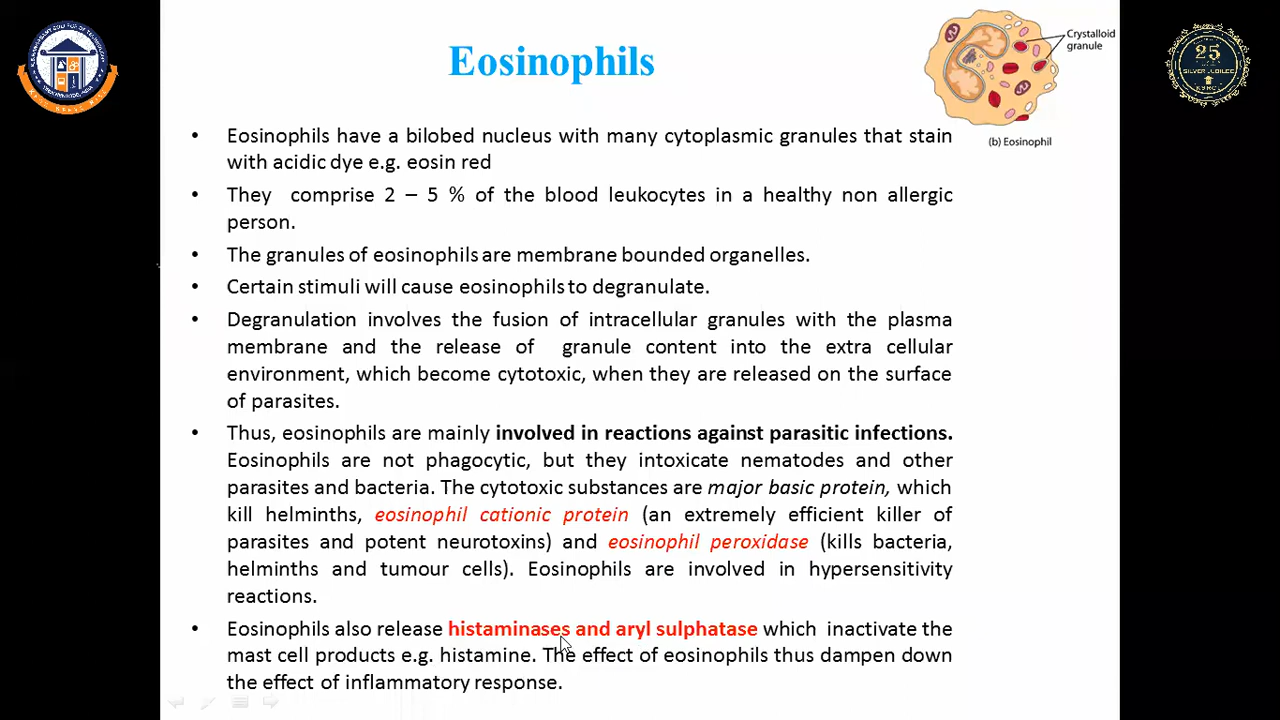 Eosinophils
Crystalloid
granule
(b) Eosinophil
25
SILVER JUBILEE
• Eosinophils have a bilobed nucleus with many cytoplasmic granules that stain
with acidic dye e.g. eosin red
• They comprise 2 – 5 % of the blood leukocytes in a healthy non allergic
person.
• The granules of eosinophils are membrane bounded organelles.
• Certain stimuli will cause eosinophils to degranulate.
• Degranulation involves the fusion of intracellular granules with the plasma
membrane and the release of granule content into the extra cellular
environment, which become cytotoxic, when they are released on the surface
of parasites.
• Thus, eosinophils are mainly involved in reactions against parasitic infections.
Eosinophils are not phagocytic, but they intoxicate nematodes and other
parasites and bacteria. The cytotoxic substances are major basic protein, which
kill helminths, eosinophil cationic protein (an extremely efficient killer of
parasites and potent neurotoxins) and eosinophil peroxidase (kills bacteria,
helminths and tumour cells). Eosinophils are involved in hypersensitivity
reactions.
• Eosinophils also release histaminases and aryl sulphatase which inactivate the
mast cell products e.g. histamine. The effect of eosinophils thus dampen down
the effect of inflammatory response.